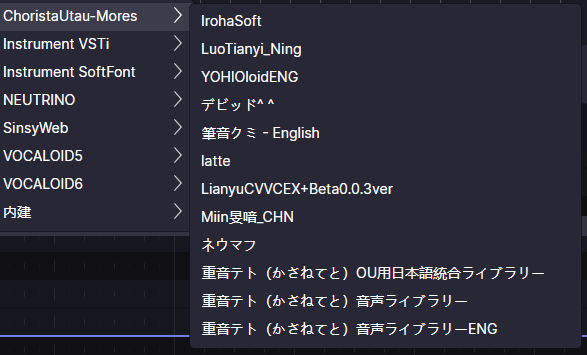 ChoristaUtau-Mores
Instrument VSTi
Instrument SoftFont
NEUTRINO
SinsyWeb
VOCALOID5
VOCALOID6
内建
IrohaSoft
LuoTianyi_Ning
YOHIOloidENG
デビッド^ ^
筆音クミ - English
latte
LianyuCVVCEX+Beta0.0.3ver
Miin旻喑_CHN
ネウマフ
重音テト（かさねてと）OU用日本語統合ライブラリー
重音テト（かさねてと）音声ライブラリー
重音テト（かさねてと）音声ライブラリーENG